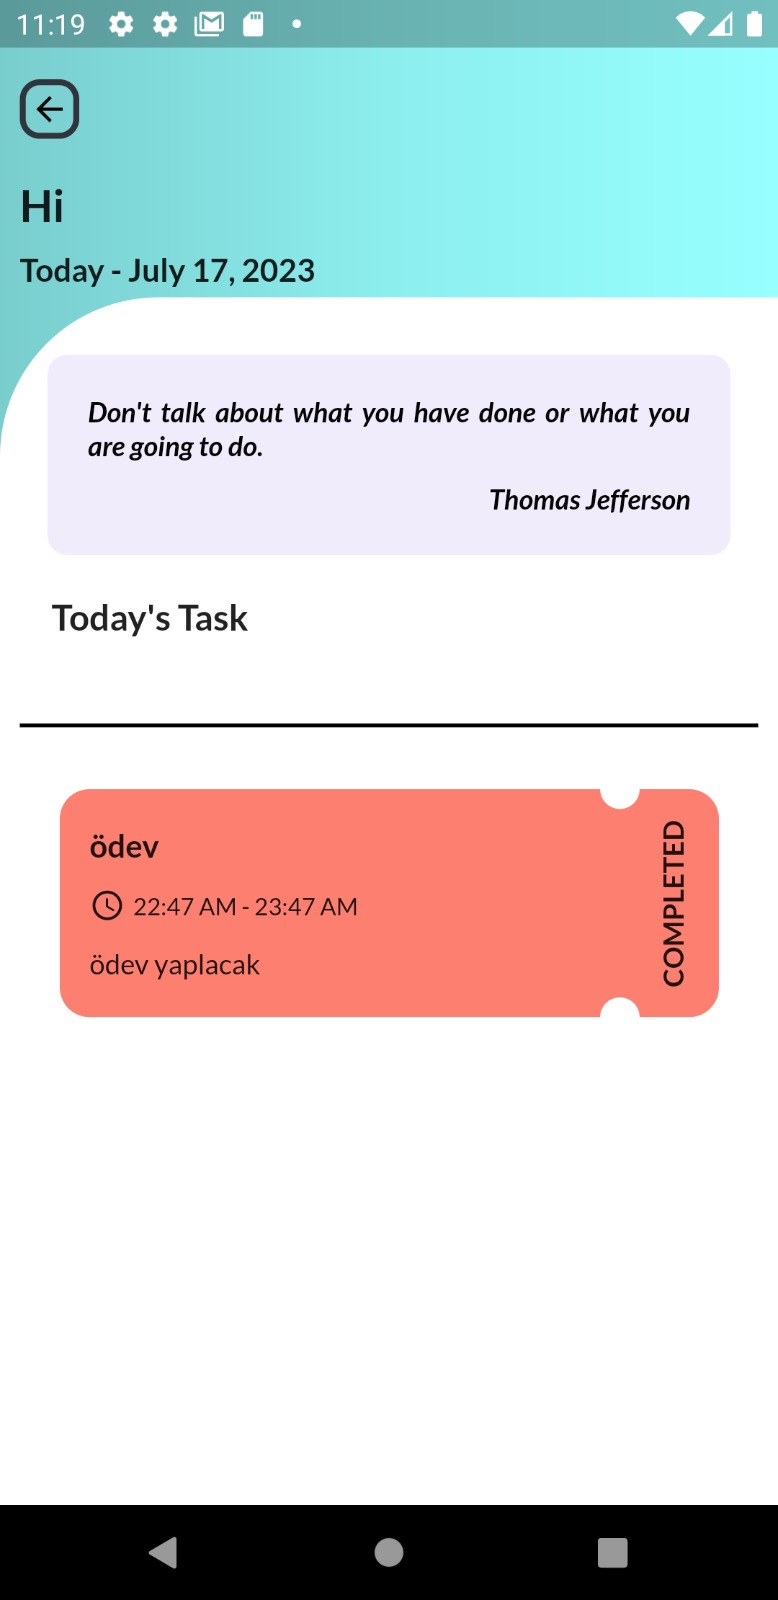 11:19
Hi
Today - July 17, 2023
Don't talk about what you have done or what you
are going to do.
Thomas Jefferson
Today's Task
ödev
22:47 AM - 23:47 AM
ödev yaplacak
COMPLETED